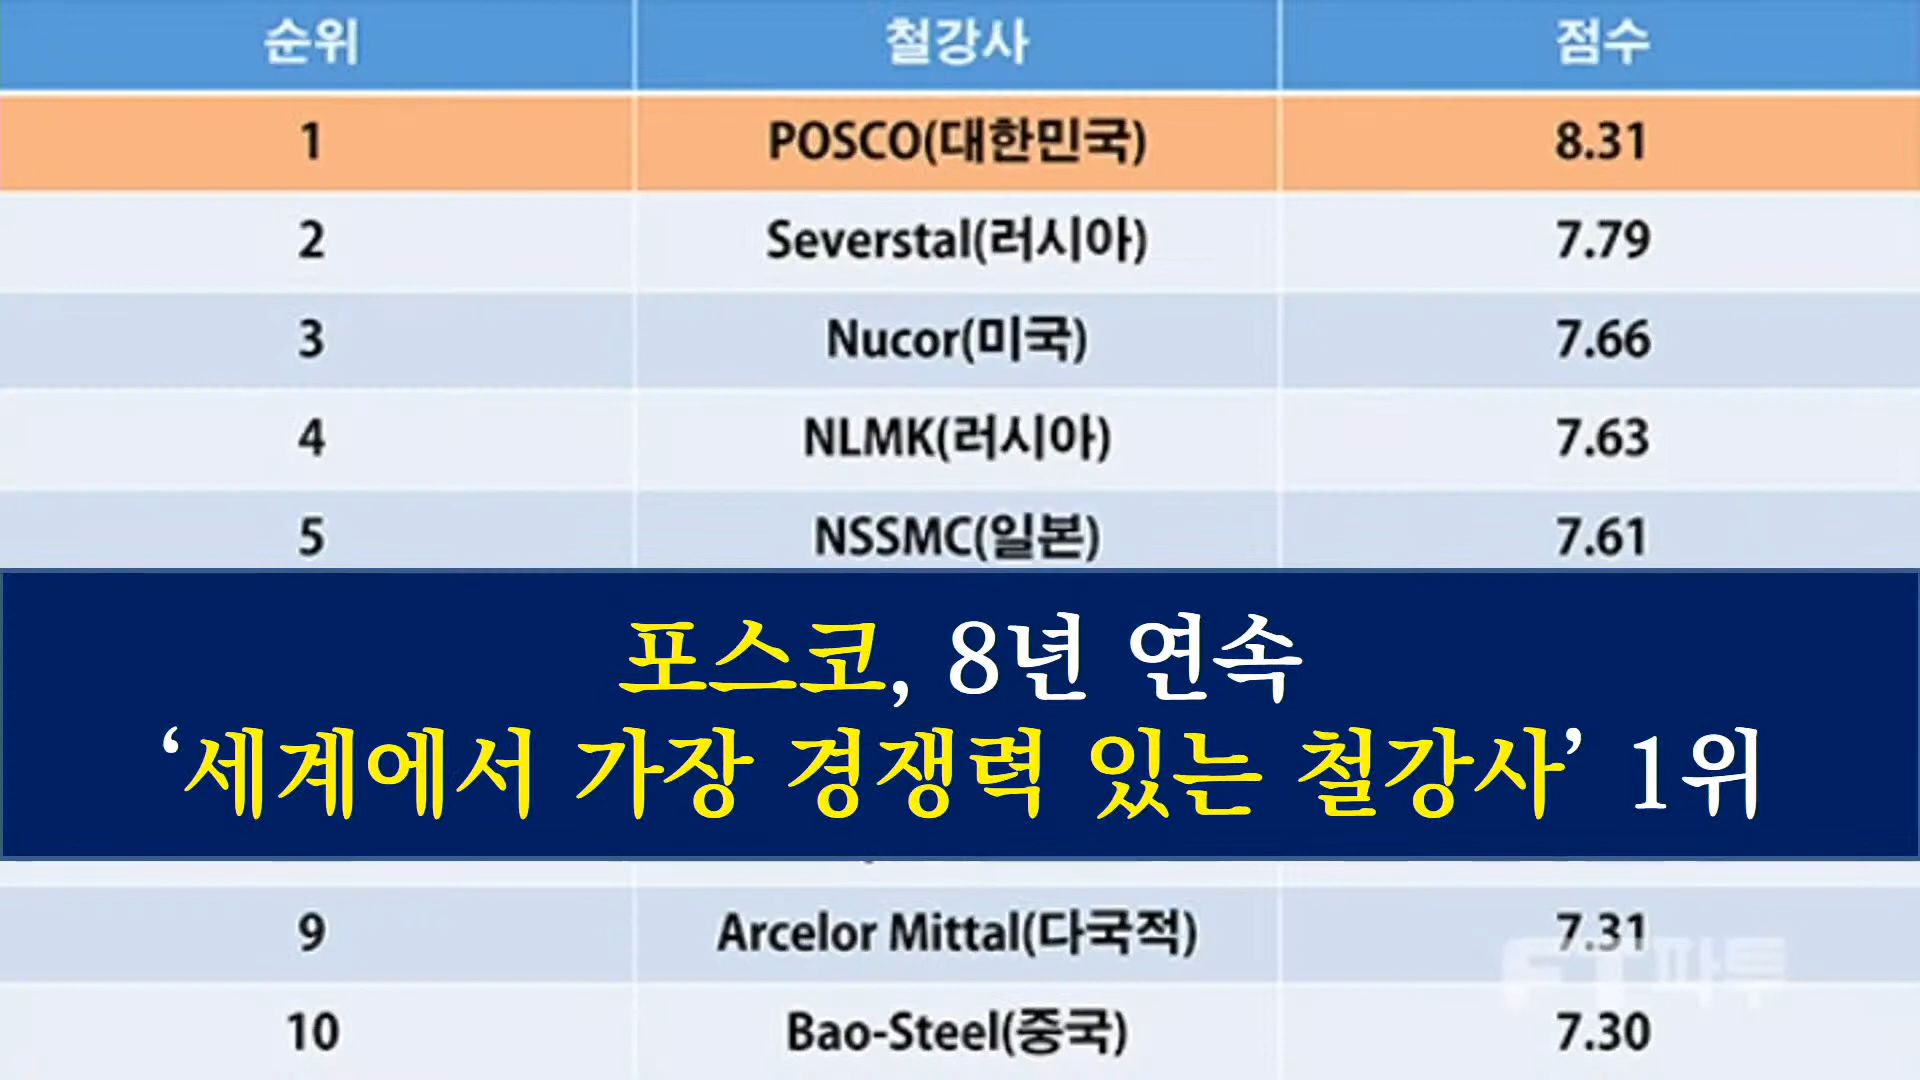 순위 철강사 점수
1 POSCO(대한민국) 8.31
2 Severstal(러시아) 7.79
3 Nucor(미국) 7.66
4 NLMK(러시아) 7.63
5 NSSMC(일본) 7.61
포스코, 8년 연속
‘세계에서 가장 경쟁력 있는 철강사’ 1위
9 Arcelor Mittal(다국적) 7.31
FT파투
10 Bao-Steel(중국) 7.30